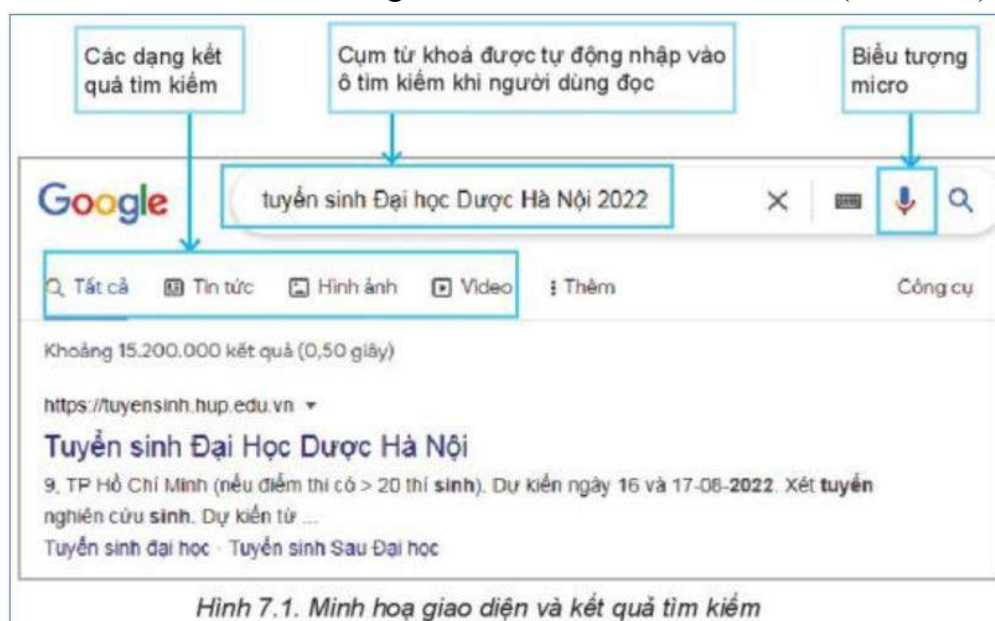 Các dạng kết
quả tìm kiếm
Cụm từ khoá được tự động nhập vào
ô tìm kiếm khi người dùng đọc
Biểu tượng
micro
Google
tuyển sinh Đại học Dược Hà Nội 2022
Tất cả Tin tức Hình ảnh Video Thêm Công cụ
Khoảng 15.200.000 kết quả (0,50 giây)
https://tuyensinh.hup.edu.vn
Tuyển sinh Đại Học Dược Hà Nội
9, TP Hồ Chí Minh (nếu điểm thi có > 20 thí sinh). Dự kiến ngày 16 và 17-08-2022. Xét tuyển
nghiên cứu sinh. Dự kiến từ ...
Tuyển sinh đại học · Tuyển sinh Sau Đại học
Hình 7.1. Minh hoạ giao diện và kết quả tìm kiếm